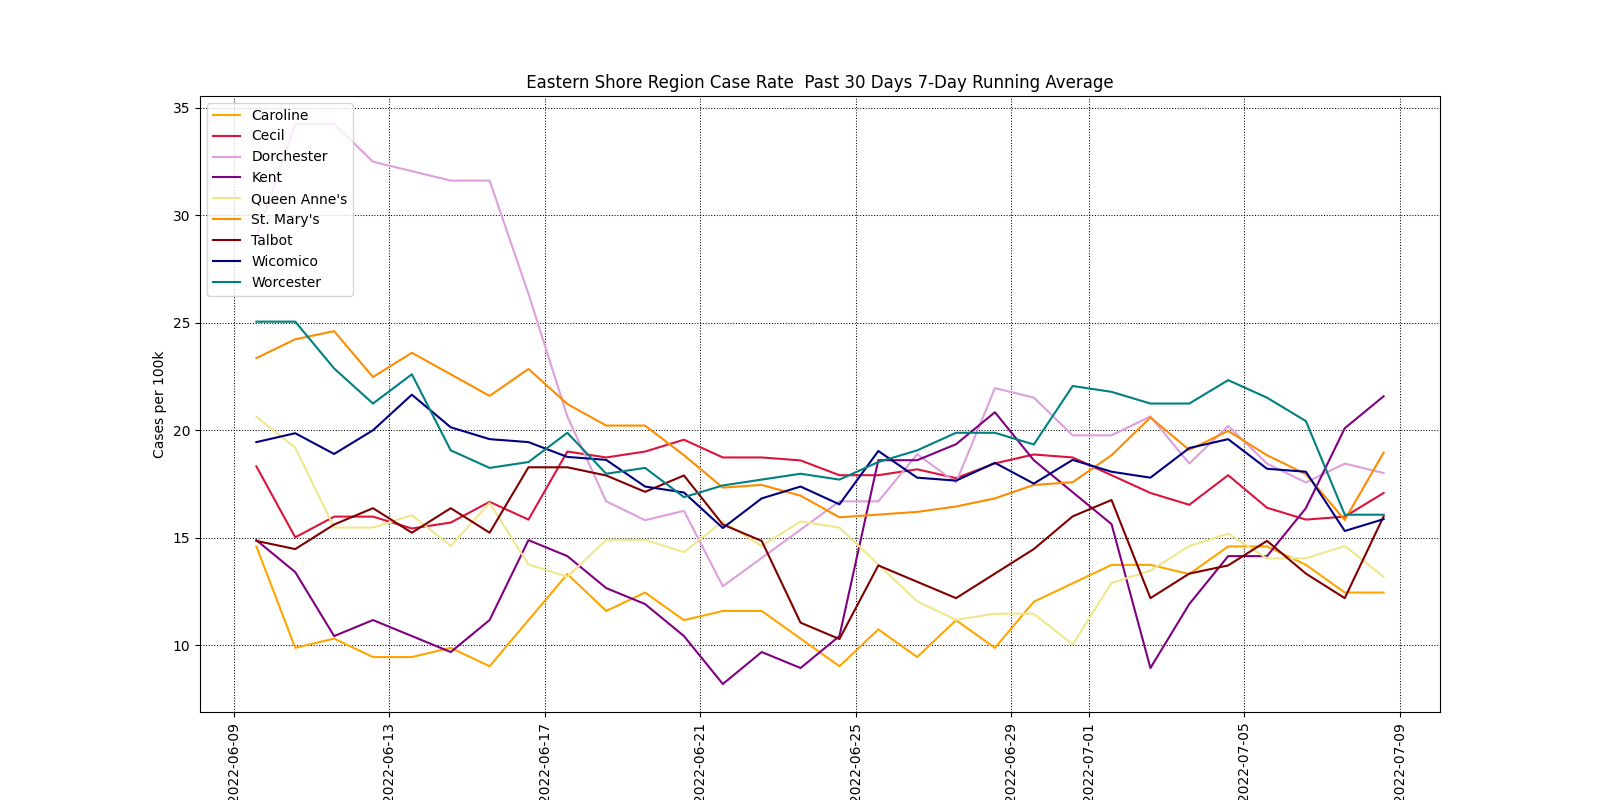 Eastern Shore Region Case Rate  Past 30 Days 7-Day Running Average
35
30
25
20
15
10
Cases per 100k
Caroline
Cecil
Dorchester
Kent
Queen Anne's
St. Mary's
Talbot
Wicomico
Worcester
2022-06-09
2022-06-13
2022-06-17
2022-06-21
2022-06-25
2022-06-29
2022-07-01
2022-07-05
2022-07-09